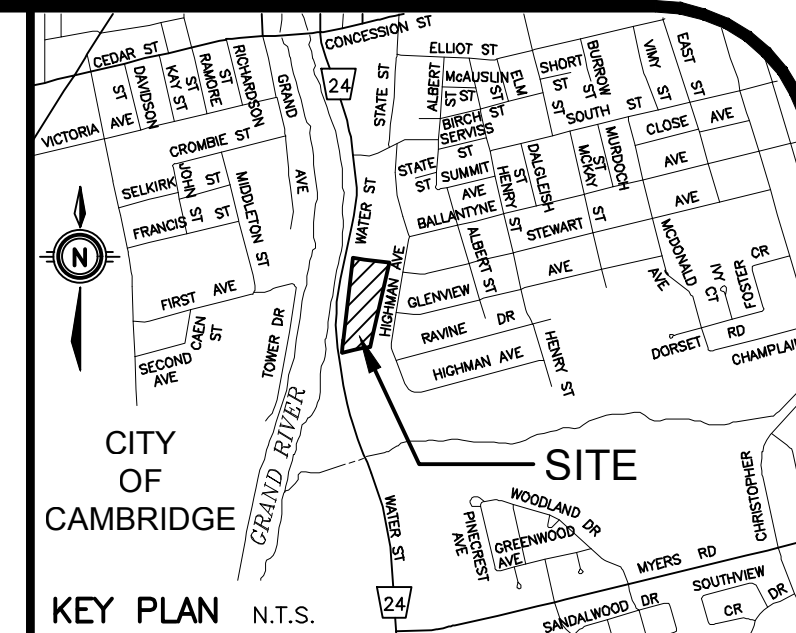 CONCESSION ST
CEDAR ST
RICHARDSON
ST
RAMORE
ST
KAY ST
DAVIDSON
ST
GRAND
AVE
24
STATE ST
ELLIOT ST
ALBERT
ST
McAUSLIN
ST
ELM
ST
SHORT
ST
BURROW
ST
VIMY
ST
EAST
ST
VICTORIA AVE
CROMBIE ST
BIRCH ST
SERVISS
ST
SOUTH ST
CLOSE AVE
SELKIRK ST
JOHN
ST
MIDDLETON ST
FRANCIS ST
WATER ST
STATE
ST
SUMMIT
AVE
HENRY
ST
DALGLEISH
ST
MCKAY
ST
MURDOCH
AVE
BALLANTYNE
AVE
STEWART
AVE
ALBERT ST
N
HIGHMAN AVE
MCDONALD
AVE
IVY
CT
FOSTER CR
FIRST AVE
CAEN
ST
SECOND
AVE
TOWER DR
GLENVIEW
RAVINE DR
HIGHMAN AVE
HENRY ST
DORSET RD
CHAMPLAI
SITE
CITY
OF
CAMBRIDGE
GRAND RIVER
WATER ST
PINECREST
AVE
WOODLAND DR
GREENWOOD
AVE
CHRISTOPHER
MYERS RD
SOUTHVIEW
CR
DR
SANDALWOOD DR
24
KEY PLAN N.T.S.